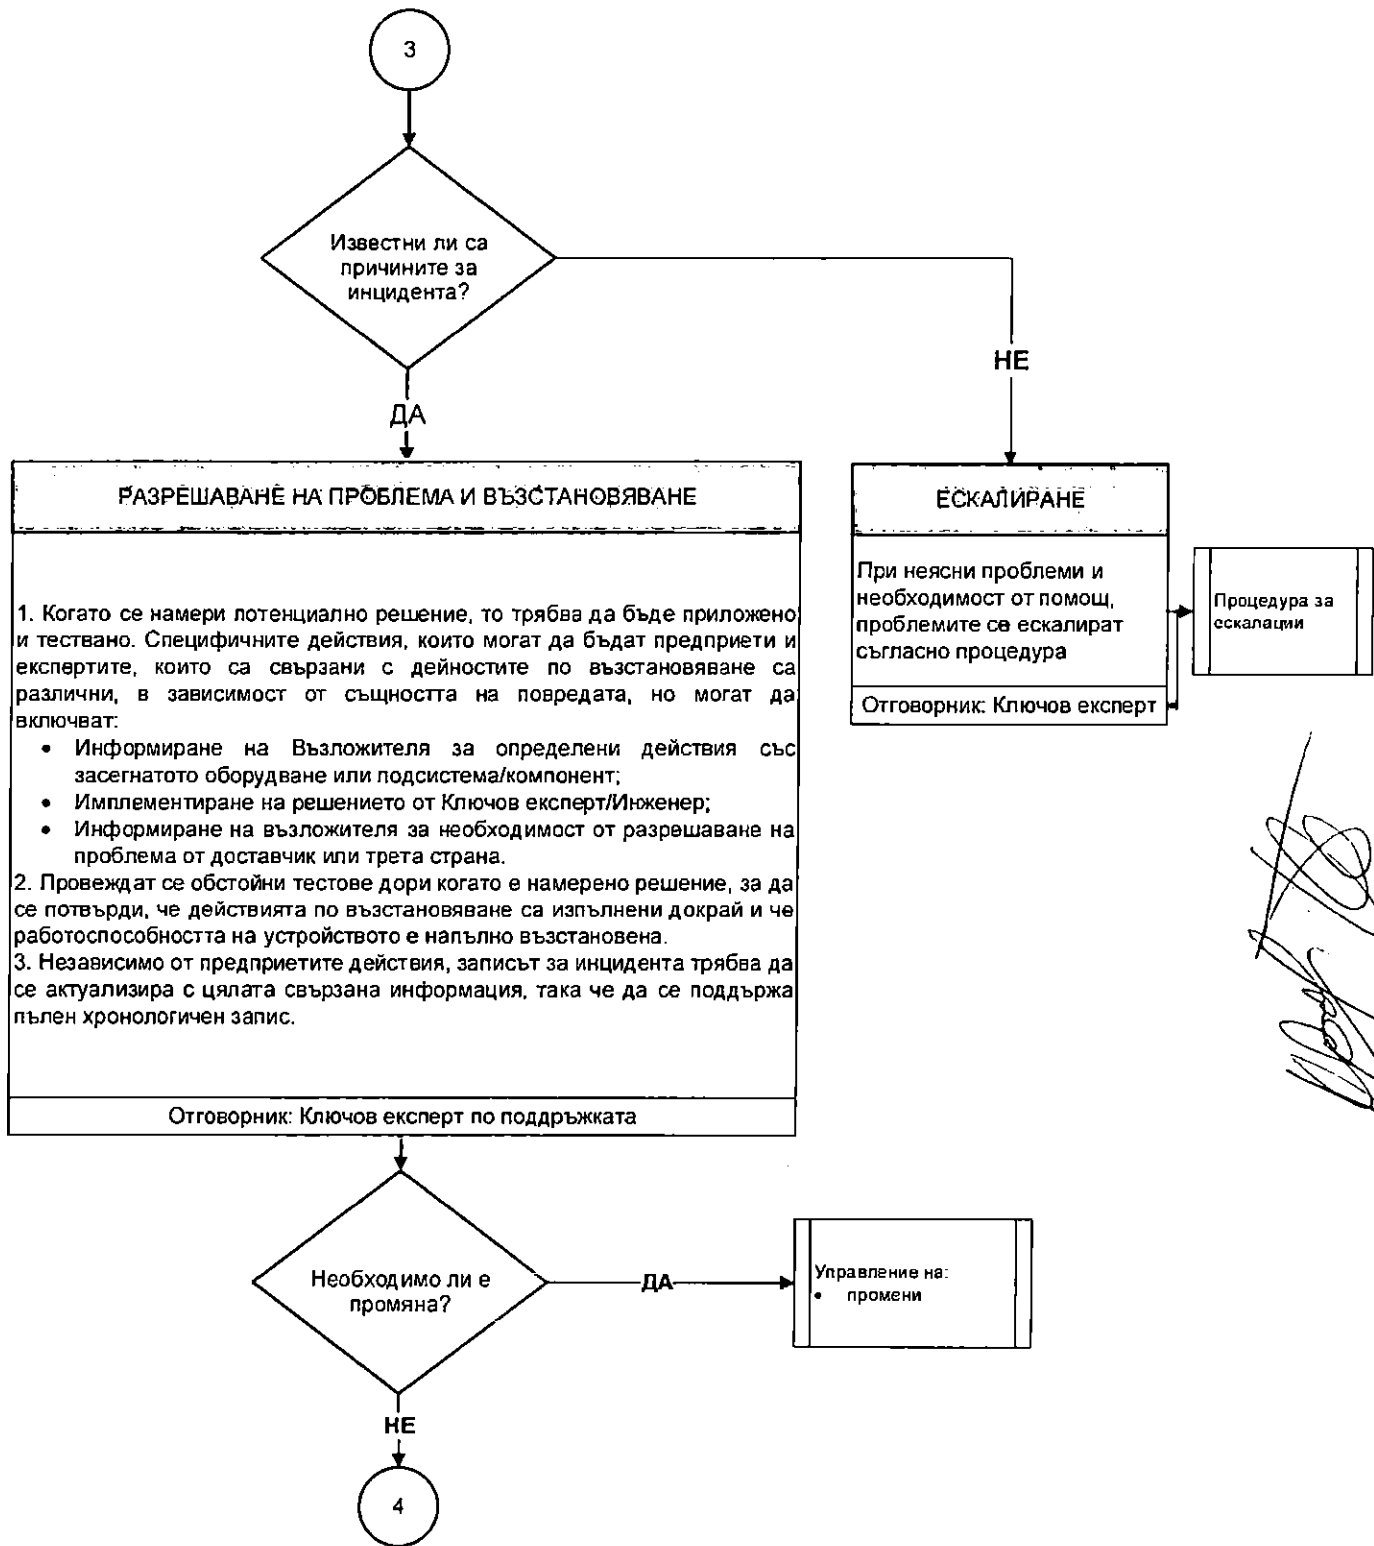 3
Известни ли са
причините за
инцидента?
НЕ
ДА
РАЗРЕШАВАНЕ НА ПРОБЛЕМА И ВЪЗСТАНОВЯВАНЕ
1. Когато се намери потенциално решение, то трябва да бъде приложено
и тествано. Специфичните действия, които могат да бъдат предприети и
експертите, които са свързани с дейностите по възстановяване са
различни, в зависимост от същността на повредата, но могат да
включват:
• Информиране на Възложителя за определени действия със
засегнатото оборудване или подсистема/компонент;
• Имплементиране на решението от Ключов експерт/Инженер;
• Информиране на възложителя за необходимост от разрешаване на
проблема от доставчик или трета страна.
2. Провеждат се обстойни тестове дори когато е намерено решение, за да
се потвърди, че действията по възстановяване са изпълнени докрай и че
работоспособността на устройството е напълно възстановена.
3. Независимо от предприетите действия, записът за инцидента трябва да
се актуализира с цялата свързана информация, така че да се поддържа
пълен хронологичен запис.
Отговорник: Ключов експерт по поддръжката
ЕСКАЛИРАНЕ
При неясни проблеми и
необходимост от помощ,
проблемите се ескалират
съгласно процедура
Отговорник: Ключов експерт
Процедура за
ескалации
Необходимо ли е
промяна?
ДА
Управление на:
• промени
НЕ
4